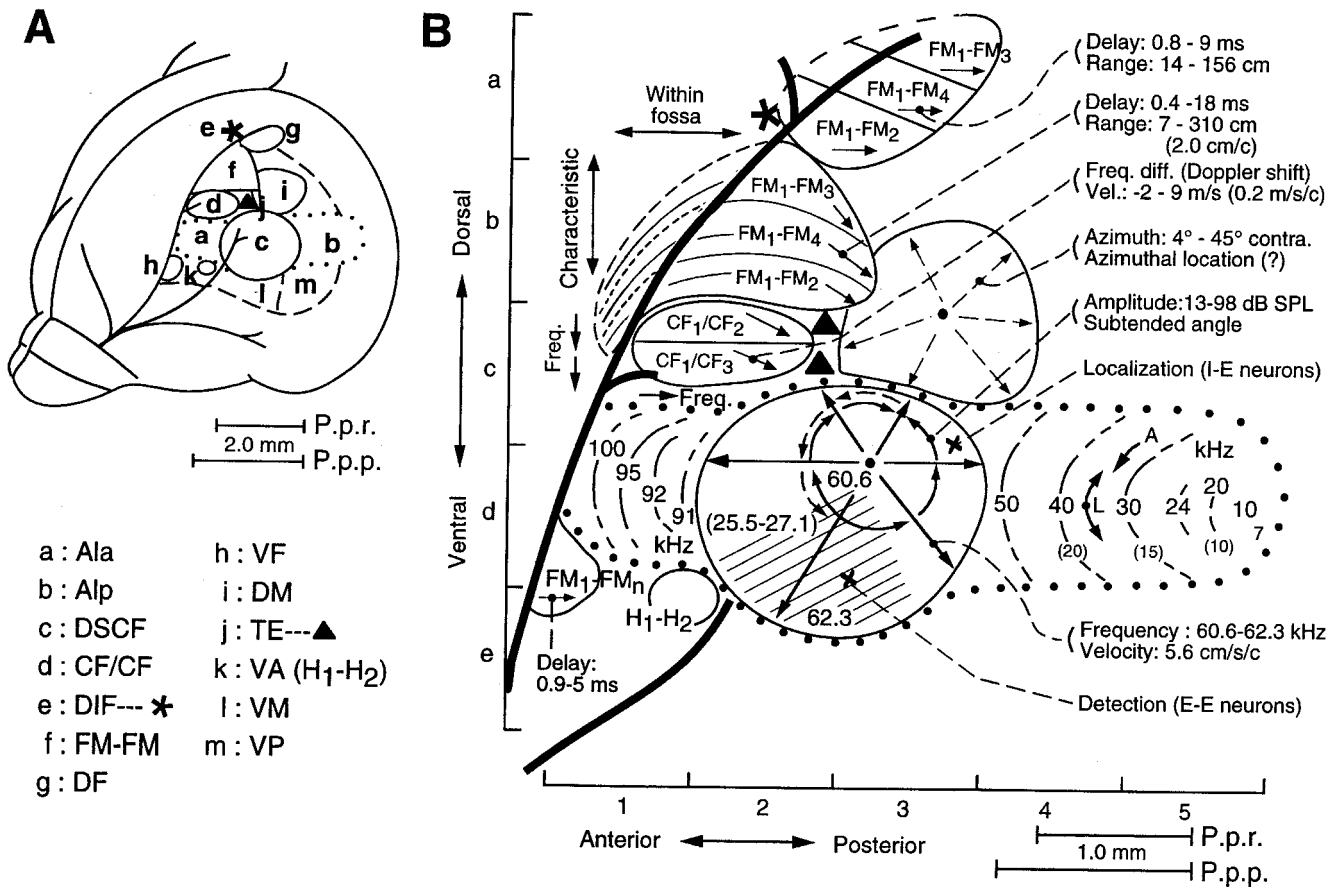 A
e
g
f
i
d
j
a
c
b
h
k
l
m
P.p.r.
2.0 mm
P.p.p.
a : Ala
b : Alp
c : DSCF
d : CF/CF
e : DIF---
f : FM-FM
g : DF
h : VF
i : DM
j : TE---▲
k : VA (H1-H2)
l : VM
m : VP
B
a
b
c
d
e
Dorsal
Ventral
Within
fossa
Characteristic
Freq.
FM1-FM3
FM1-FM4
FM1-FM2
FM1-FM3
FM1-FM4
FM1-FM2
CF1/CF2
CF1/CF3
Freq.
100
95
92
91
kHz
60.6
(25.5-27.1)
62.3
50
40
L
30
24
20
10
7
A
kHz
(20)
(15)
(10)
FM1-FMn
H1-H2
Delay:
0.9-5 ms
Delay: 0.8 - 9 ms
Range: 14 - 156 cm
Delay: 0.4 -18 ms
Range: 7 - 310 cm
(2.0 cm/c)
Freq. diff. (Doppler shift)
Vel.: -2 - 9 m/s (0.2 m/s/c)
Azimuth: 4° - 45° contra.
Azimuthal location (?)
Amplitude:13-98 dB SPL
Subtended angle
Localization (I-E neurons)
Frequency : 60.6-62.3 kHz
Velocity: 5.6 cm/s/c
Detection (E-E neurons)
1
2
3
4
5
Anterior
Posterior
P.p.r.
1.0 mm
P.p.p.